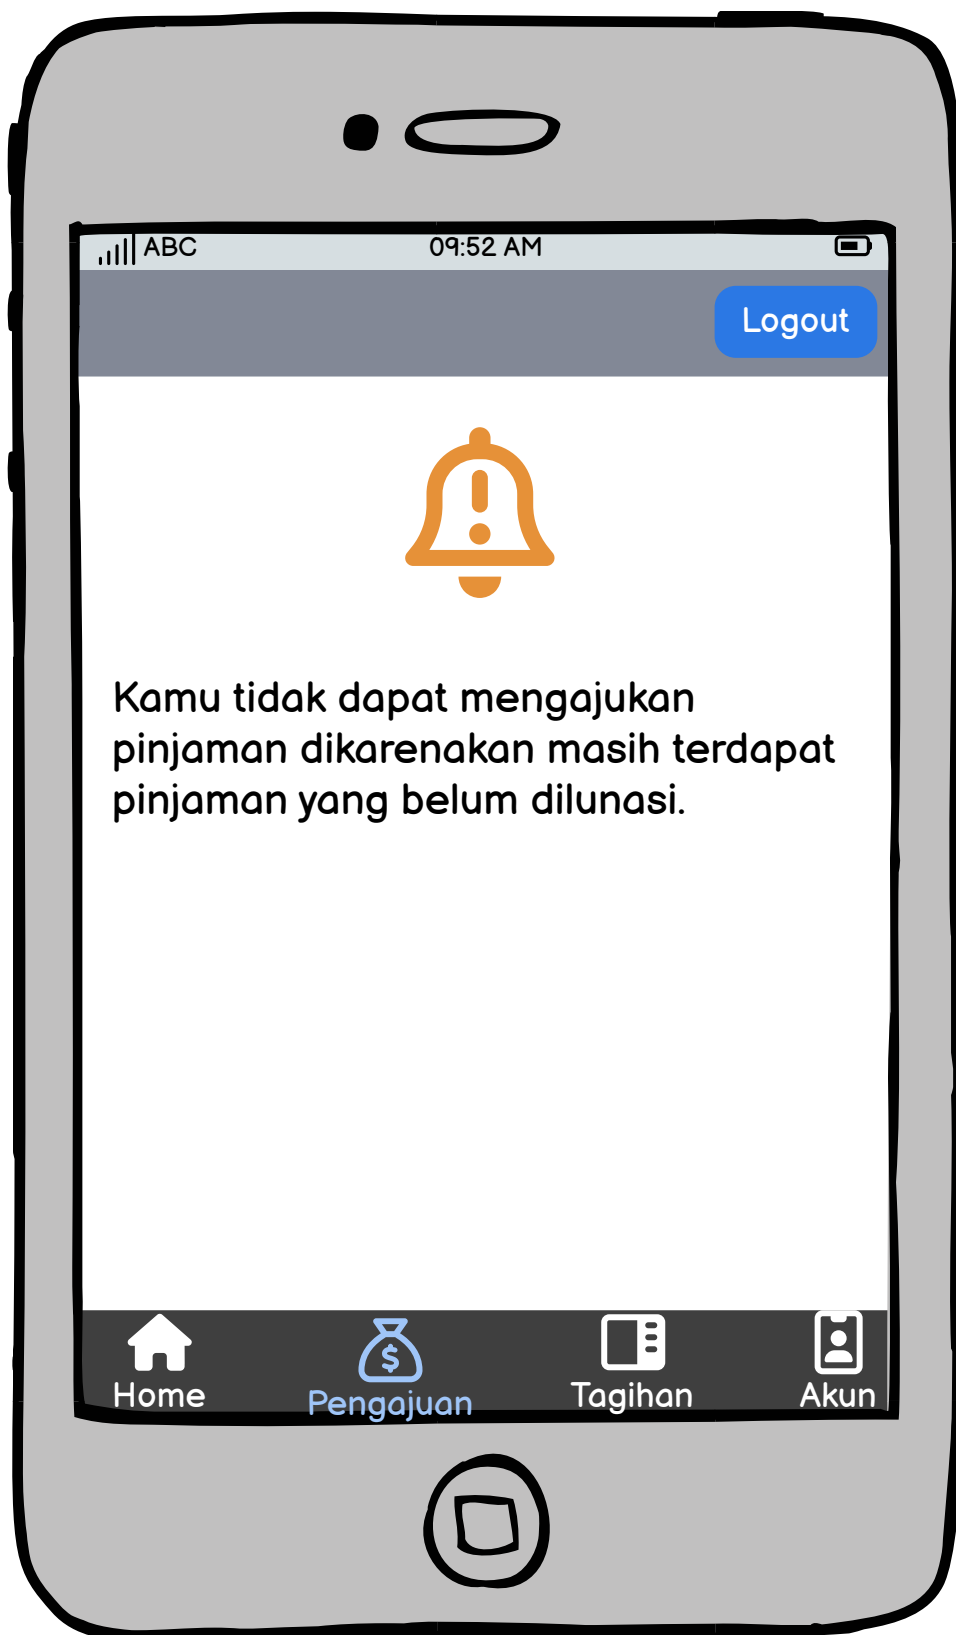 ABC 09:52 AM
Logout
Kamu tidak dapat mengajukan
pinjaman dikarenakan masih terdapat
pinjaman yang belum dilunasi.
Home Pengajuan Tagihan Akun